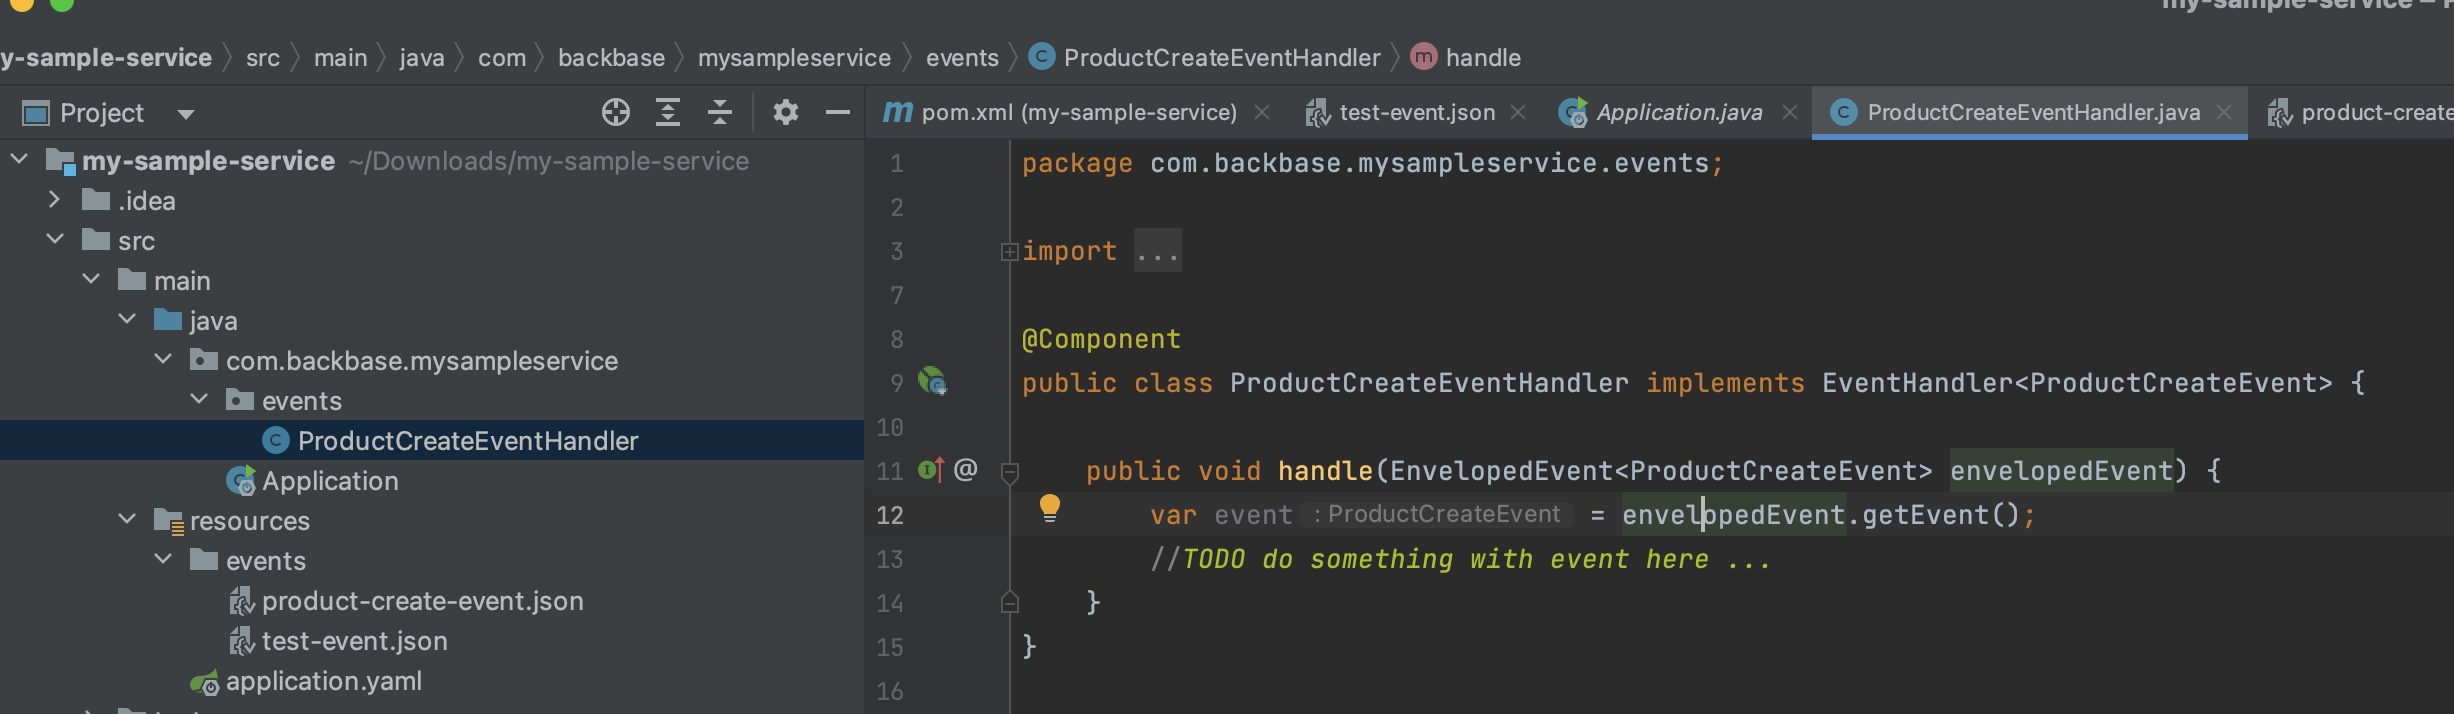 my-sample-service –
y-sample-service src main java com backbase mysampleservice events ProductCreateEventHandler handle
Project
pom.xml (my-sample-service) test-event.json Application.java ProductCreateEventHandler.java product-create
my-sample-service ~/Downloads/my-sample-service
.idea
src
main
java
com.backbase.mysampleservice
events
ProductCreateEventHandler
Application
resources
events
product-create-event.json
test-event.json
application.yaml
1 package com.backbase.mysampleservice.events;
2
3 import ...
7
8 @Component
9 public class ProductCreateEventHandler implements EventHandler<ProductCreateEvent> {
10
11 @ public void handle(EnvelopedEvent<ProductCreateEvent> envelopedEvent) {
12 var event : ProductCreateEvent = envelopedEvent.getEvent();
13 //TODO do something with event here ...
14 }
15 }
16